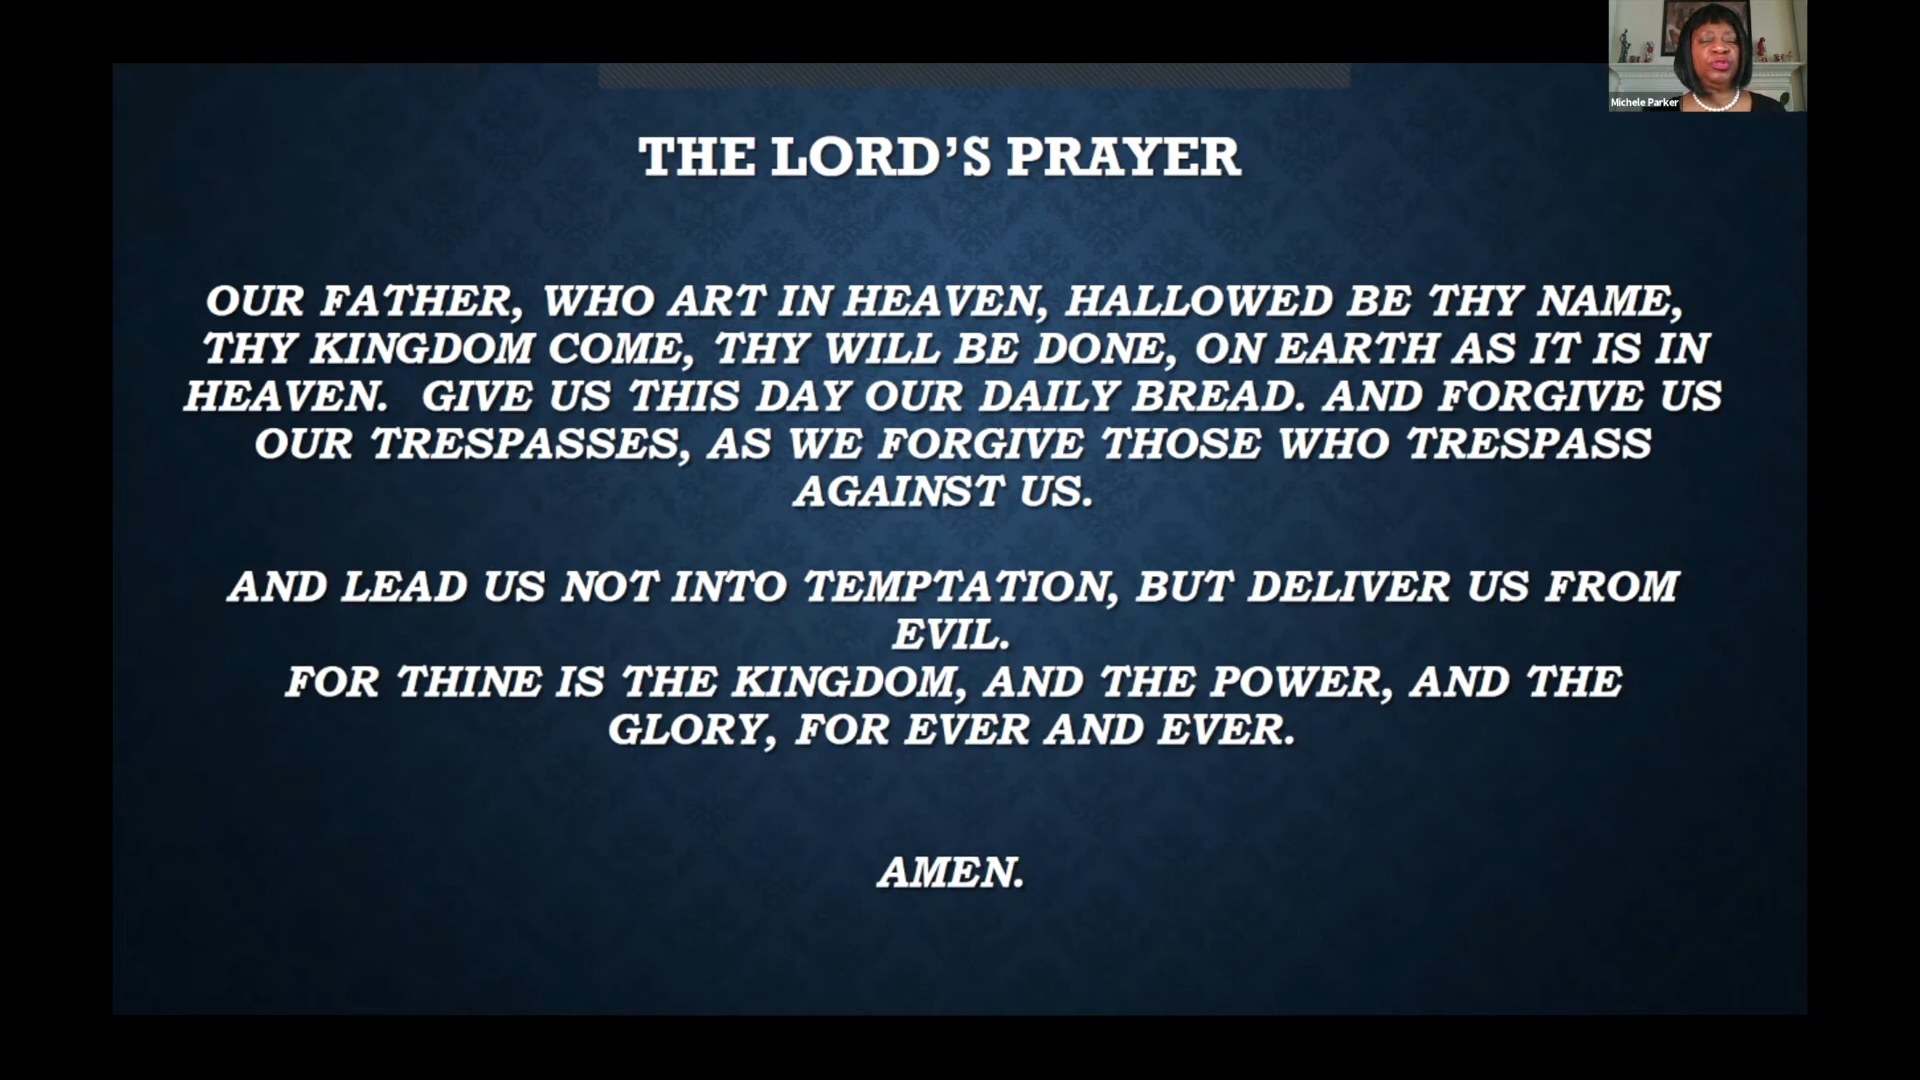 Michele Parker
THE LORD’S PRAYER
OUR FATHER, WHO ART IN HEAVEN, HALLOWED BE THY NAME,
THY KINGDOM COME, THY WILL BE DONE, ON EARTH AS IT IS IN
HEAVEN. GIVE US THIS DAY OUR DAILY BREAD. AND FORGIVE US
OUR TRESPASSES, AS WE FORGIVE THOSE WHO TRESPASS
AGAINST US.
AND LEAD US NOT INTO TEMPTATION, BUT DELIVER US FROM
EVIL.
FOR THINE IS THE KINGDOM, AND THE POWER, AND THE
GLORY, FOR EVER AND EVER.
AMEN.